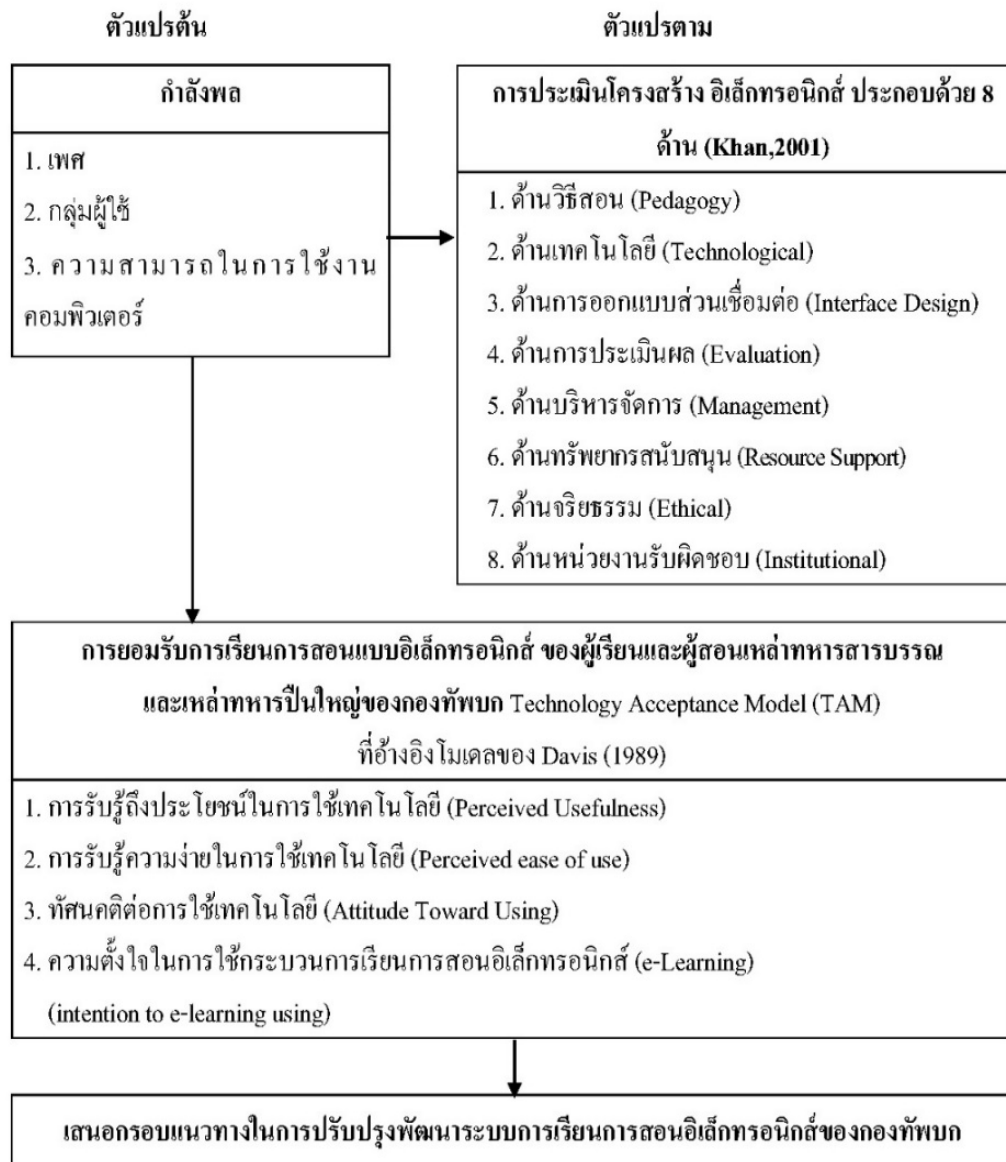 ตัวแปรต้น
ตัวแปรตาม
กำลังพล
1. เพศ
2. กลุ่มผู้ใช้
3. ความสามารถในการใช้งาน
คอมพิวเตอร์
การประเมินโครงสร้าง อิเล็กทรอนิกส์ ประกอบด้วย 8
ด้าน (Khan,2001)
1. ด้านวิธีสอน (Pedagogy)
2. ด้านเทคโนโลยี (Technological)
3. ด้านการออกแบบส่วนเชื่อมต่อ (Interface Design)
4. ด้านการประเมินผล (Evaluation)
5. ด้านบริหารจัดการ (Management)
6. ด้านทรัพยากรสนับสนุน (Resource Support)
7. ด้านจริยธรรม (Ethical)
8. ด้านหน่วยงานรับผิดชอบ (Institutional)
การยอมรับการเรียนการสอนแบบอิเล็กทรอนิกส์ ของผู้เรียนและผู้สอนเหล่าทหารสารบรรณ
และเหล่าทหารปืนใหญ่ของกองทัพบก Technology Acceptance Model (TAM)
ที่อ้างอิงโมเดลของ Davis (1989)
1. การรับรู้ถึงประโยชน์ในการใช้เทคโนโลยี (Perceived Usefulness)
2. การรับรู้ความง่ายในการใช้เทคโนโลยี (Perceived ease of use)
3. ทัศนคติต่อการใช้เทคโนโลยี (Attitude Toward Using)
4. ความตั้งใจในการใช้กระบวนการเรียนการสอนอิเล็กทรอนิกส์ (e-Learning)
(intention to e-learning using)
เสนอกรอบแนวทางในการปรับปรุงพัฒนาระบบการเรียนการสอนอิเล็กทรอนิกส์ของกองทัพบก